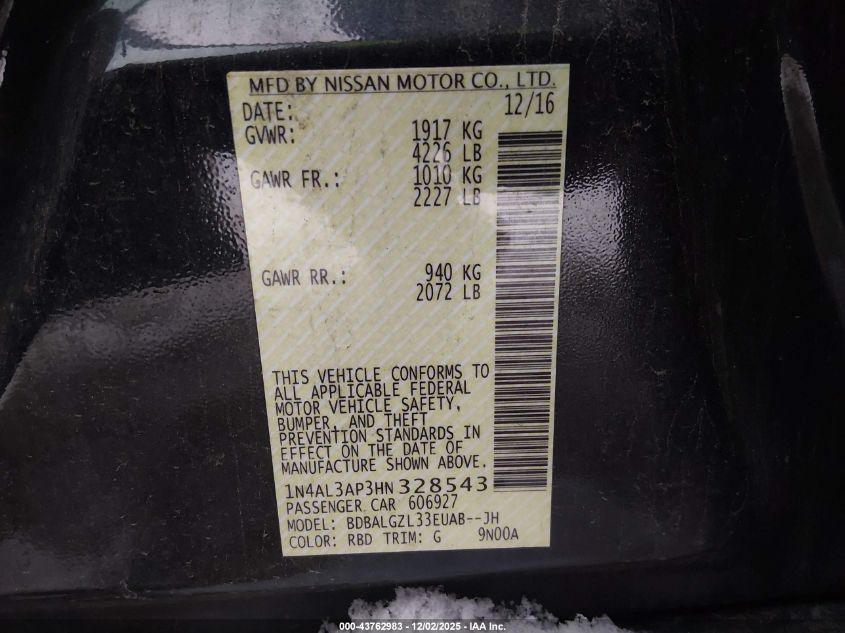 MFD BY NISSAN MOTOR CO., LTD.
DATE: 12/16
GVWR: 1917 KG
4226 LB
GAWR FR.: 1010 KG
2227 LB
GAWR RR.: 940 KG
2072 LB
THIS VEHICLE CONFORMS TO
ALL APPLICABLE FEDERAL
MOTOR VEHICLE SAFETY,
BUMPER, AND THEFT
PREVENTION STANDARDS IN
EFFECT ON THE DATE OF
MANUFACTURE SHOWN ABOVE.
1N4AL3AP3HN 328543
PASSENGER CAR 606927
MODEL: BDBALGZL33EUAB--JH
COLOR: RBD TRIM: G 9N00A
000-43762983 - 12/02/2025 - IAA Inc.